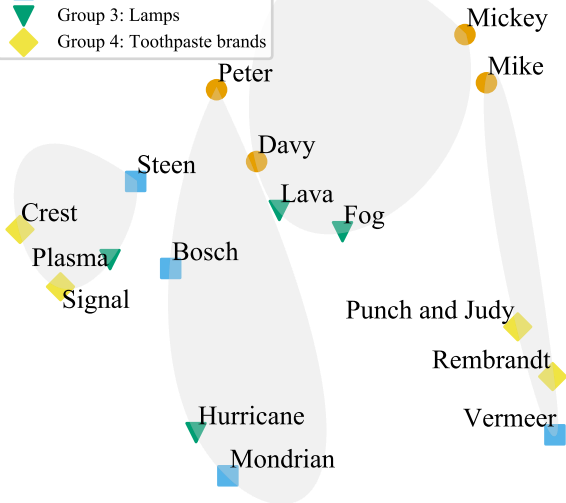 Group 3: Lamps
Group 4: Toothpaste brands
Mickey
Mike
Peter
Davy
Steen
Lava
Crest
Fog
Plasma
Bosch
Signal
Punch and Judy
Rembrandt
Hurricane
Vermeer
Mondrian